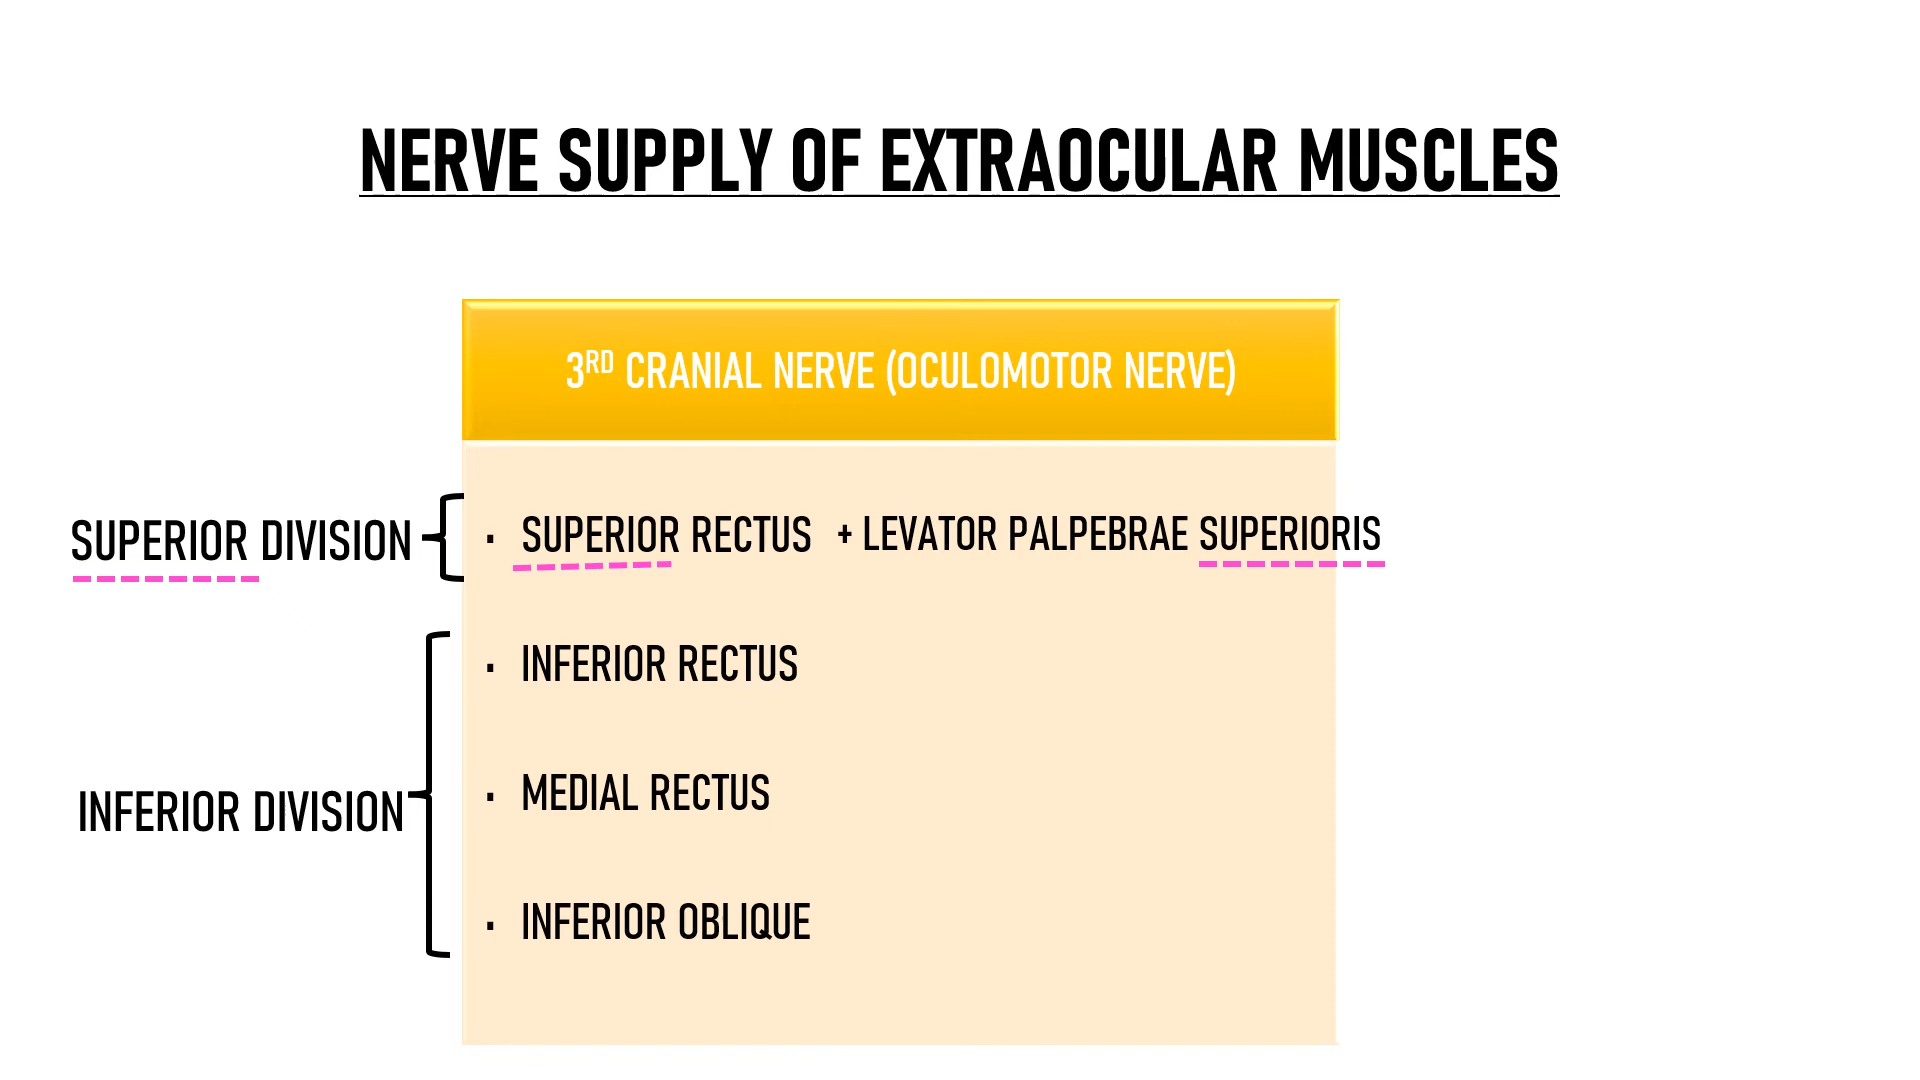 NERVE SUPPLY OF EXTRAOCULAR MUSCLES
3RD CRANIAL NERVE (OCULOMOTOR NERVE)
SUPERIOR DIVISION
· SUPERIOR RECTUS + LEVATOR PALPEBRAE SUPERIORIS
· INFERIOR RECTUS
INFERIOR DIVISION
· MEDIAL RECTUS
· INFERIOR OBLIQUE